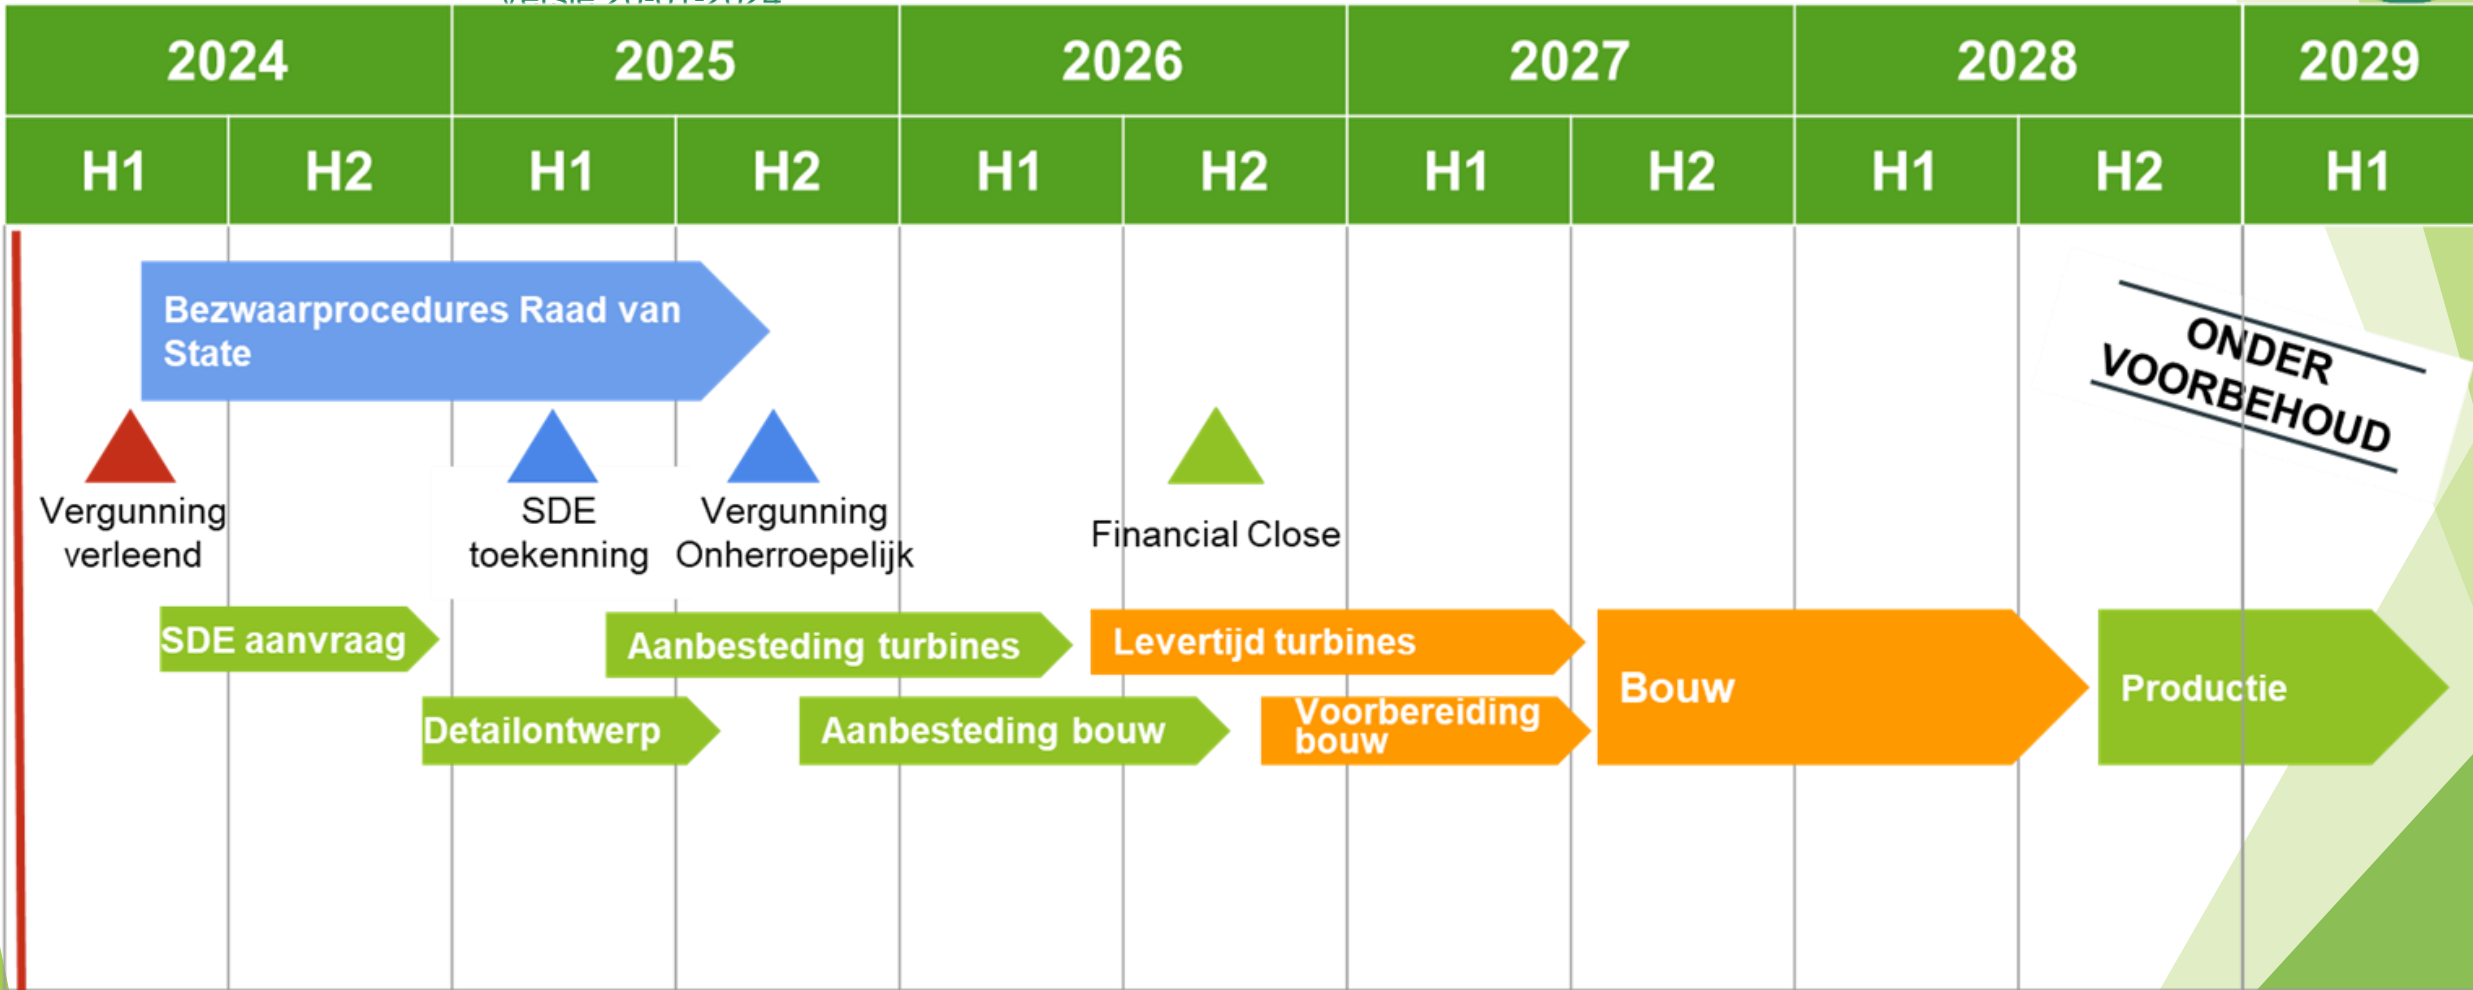 2024 2025 2026 2027 2028 2029
H1 H2 H1 H2 H1 H2 H1 H2 H1 H2 H1
Bezwaarprocedures Raad van
State
ONDER
VOORBEHOUD
Vergunning
verleend
SDE
toekenning
Vergunning
Onherroepelijk
Financial Close
SDE aanvraag
Aanbesteding turbines
Levertijd turbines
Detailontwerp
Aanbesteding bouw
Voorbereiding
bouw
Bouw
Productie